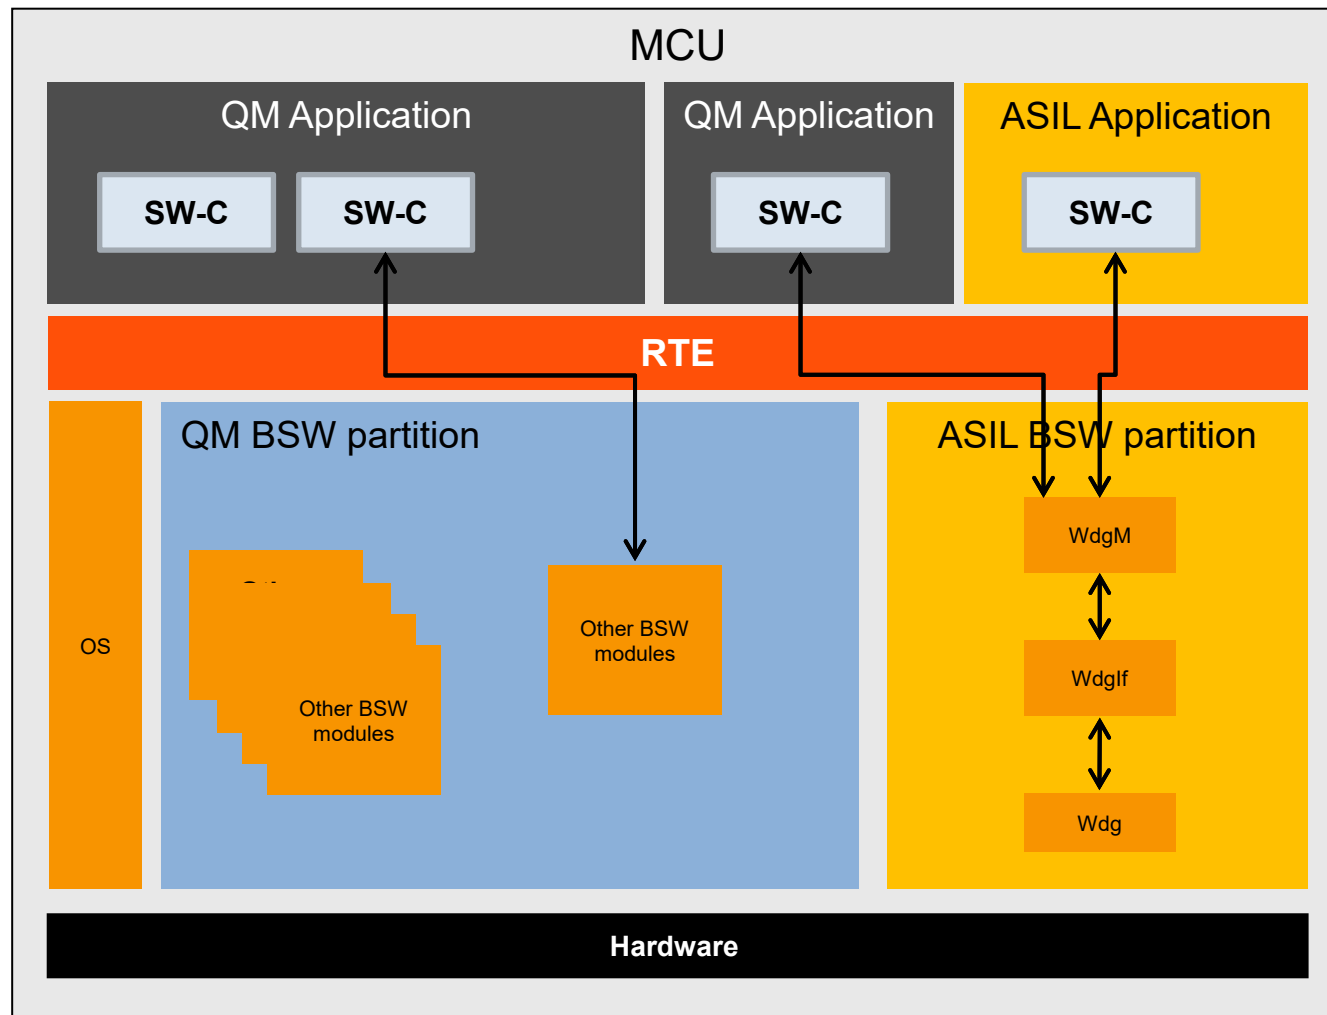 MCU
QM Application
QM Application
ASIL Application
SW-C
SW-C
SW-C
SW-C
RTE
QM BSW partition
ASIL BSW partition
OS
Other BSW
modules
Other BSW
modules
WdgM
WdgIf
Wdg
Hardware